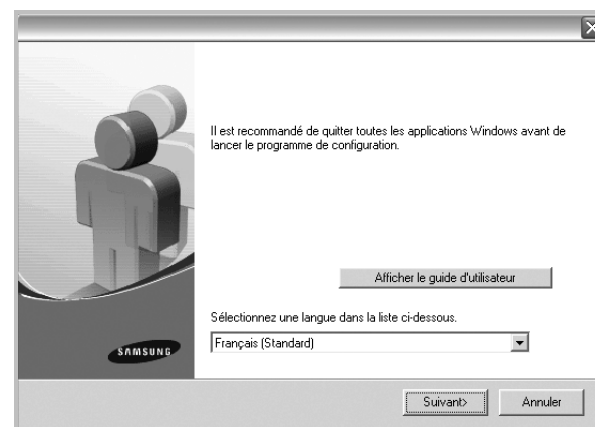 Il est recommandé de quitter toutes les applications Windows avant de
lancer le programme de configuration.
Afficher le guide d'utilisateur
Sélectionnez une langue dans la liste ci-dessous.
Français (Standard)
SAMSUNG
Suivant>
Annuler